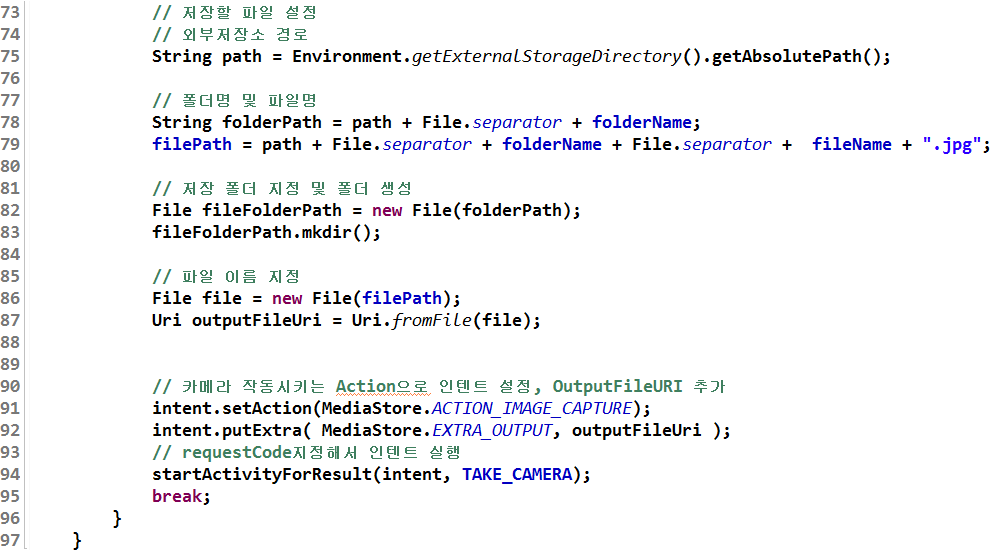 73 // 저장할 파일 설정
74 // 외부저장소 경로
75 String path = Environment.getExternalStorageDirectory().getAbsolutePath();
76
77 // 폴더명 및 파일명
78 String folderPath = path + File.separator + folderName;
79 filePath = path + File.separator + folderName + File.separator +  fileName + ".jpg";
80
81 // 저장 폴더 지정 및 폴더 생성
82 File fileFolderPath = new File(folderPath);
83 fileFolderPath.mkdir();
84
85 // 파일 이름 지정
86 File file = new File(filePath);
87 Uri outputFileUri = Uri.fromFile(file);
88
89
90 // 카메라 작동시키는 Action으로 인텐트 설정, OutputFileURI 추가
91 intent.setAction(MediaStore.ACTION_IMAGE_CAPTURE);
92 intent.putExtra( MediaStore.EXTRA_OUTPUT, outputFileUri );
93 // requestCode지정해서 인텐트 실행
94 startActivityForResult(intent, TAKE_CAMERA);
95 break;
96 }
97 }